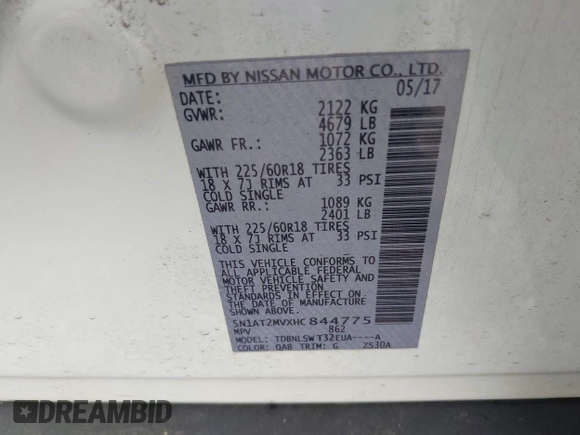 MFD BY NISSAN MOTOR CO., LTD.
DATE: 05/17
GVWR: 2122 KG
4679 LB
GAWR FR.: 1072 KG
2363 LB
WITH 225/60R18 TIRES
18 X 7J RIMS AT 33 PSI
COLD SINGLE
GAWR RR.: 1089 KG
2401 LB
WITH 225/60R18 TIRES
18 X 7J RIMS AT 33 PSI
COLD SINGLE
THIS VEHICLE CONFORMS TO
ALL APPLICABLE FEDERAL
MOTOR VEHICLE SAFETY AND
THEFT PREVENTION
STANDARDS IN EFFECT ON
THE DATE OF MANUFACTURE
SHOWN ABOVE.
5N1AT2MVXHC844775
MPV 862
MODEL: TDBNLSWT32EUA----A
COLOR: QAB TRIM: G ZS30A
DREAMBID